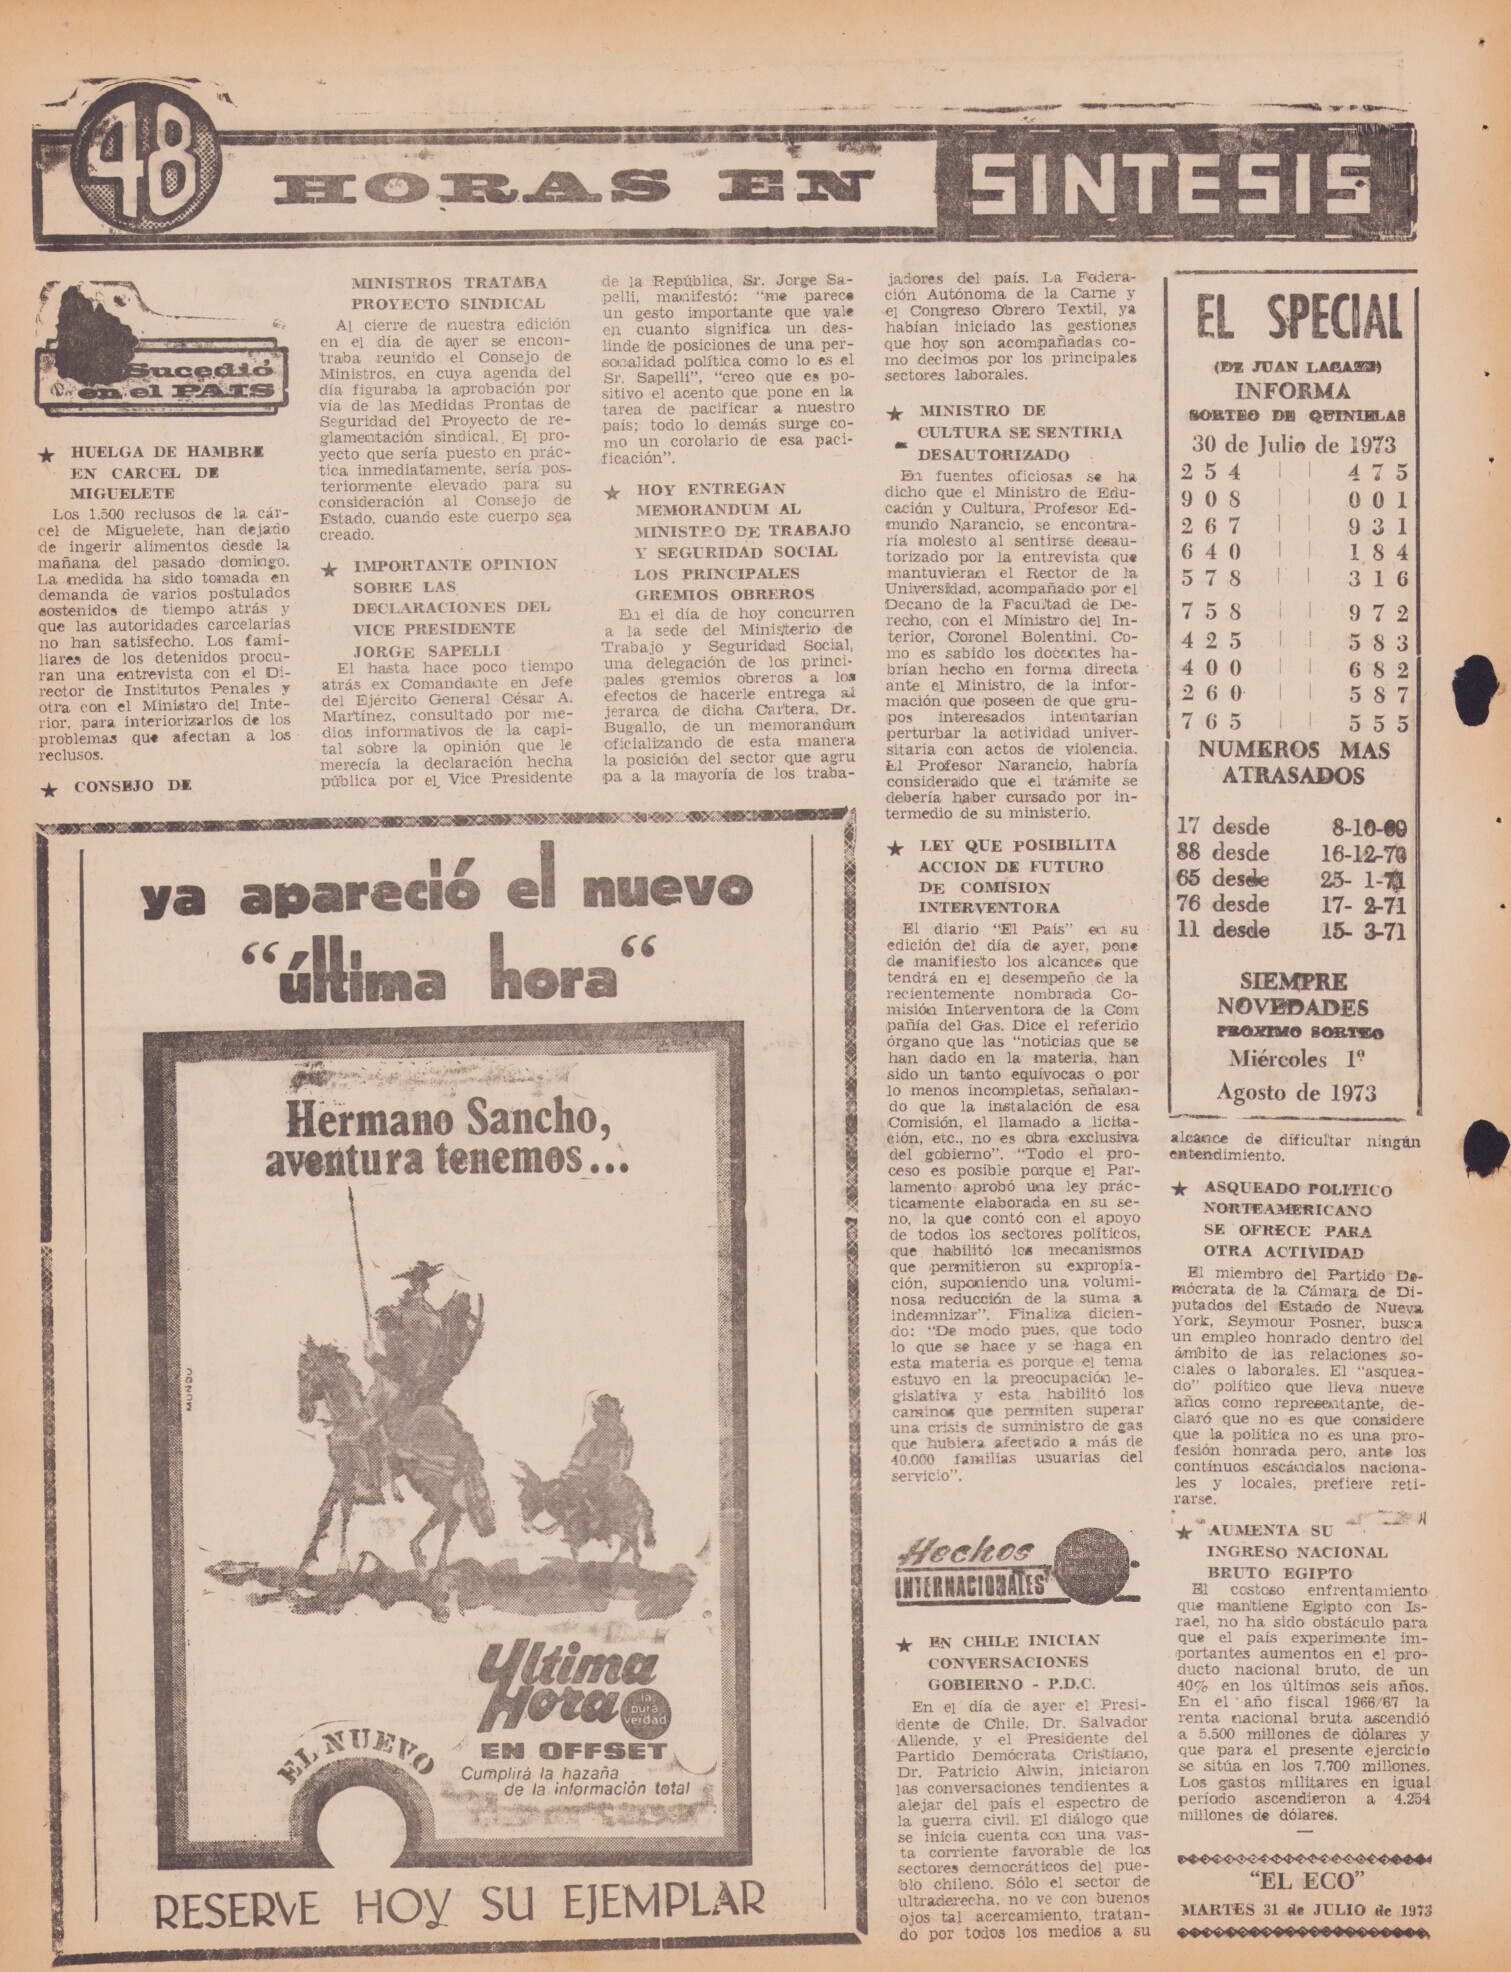 48
HORAS EN
SINTESIS
Sucedió
en el PAIS
★ HUELGA DE HAMBRE
EN CARCEL DE
MIGUELETE
Los 1.500 reclusos de la cár-
cel de Miguelete, han dejado
de ingerir alimentos desde la
mañana del pasado domingo.
La medida ha sido tomada en
demanda de varios postulados
sostenidos de tiempo atrás y
que las autoridades carcelarias
no han satisfecho. Los fami-
liares de los detenidos procu-
ran una entrevista con el Di-
rector de Institutos Penales y
otra con el Ministro del Inte-
rior, para interiorizarlos de los
problemas que afectan a los
reclusos.
★ CONSEJO DE
MINISTROS TRATABA
PROYECTO SINDICAL
Al cierre de nuestra edición
en el día de ayer se encon-
traba reunido el Consejo de
Ministros, en cuya agenda del
día figuraba la aprobación por
vía de las Medidas Prontas de
Seguridad del Proyecto de re-
glamentación sindical. El pro-
yecto que sería puesto en prác-
tica inmediatamente, sería pos-
teriormente elevado para su
consideración al Consejo de
Estado, cuando este cuerpo sea
creado.
★ IMPORTANTE OPINION
SOBRE LAS
DECLARACIONES DEL
VICE PRESIDENTE
JORGE SAPELLI
El hasta hace poco tiempo
atrás ex Comandante en Jefe
del Ejército General César A.
Martínez, consultado por me-
dios informativos de la capi-
tal sobre la opinión que le
merecía la declaración hecha
pública por el Vice Presidente
de la República, Sr. Jorge Sa-
pelli, manifestó: "me parece
un gesto importante que vale
en cuanto significa un des-
linde de posiciones de una per-
sonalidad política como lo es el
Sr. Sapelli", "creo que es po-
sitivo el acento que pone en la
tarea de pacificar a nuestro
país; todo lo demás surge co-
mo un corolario de esa paci-
ficación".
★ HOY ENTREGAN
MEMORANDUM AL
MINISTRO DE TRABAJO
Y SEGURIDAD SOCIAL
LOS PRINCIPALES
GREMIOS OBREROS
En el día de hoy concurren
a la sede del Ministerio de
Trabajo y Seguridad Social,
una delegación de los princi-
pales gremios obreros a los
efectos de hacerle entrega al
jerarca de dicha Cartera, Dr.
Bugallo, de un memorandum
oficializando de esta manera
la posición del sector que agru
pa a la mayoría de los traba-
jadores del país. La Federa-
ción Autónoma de la Carne y
el Congreso Obrero Textil, ya
habían iniciado las gestiones
que hoy son acompañadas co-
mo decimos por los principales
sectores laborales.
★ MINISTRO DE
CULTURA SE SENTIRIA
DESAUTORIZADO
En fuentes oficiosas se ha
dicho que el Ministro de Edu-
cación y Cultura, Profesor Ed-
mundo Narancio, se encontra-
ría molesto al sentirse desau-
torizado por la entrevista que
mantuvieran el Rector de la
Universidad, acompañado por el
Decano de la Facultad de De-
recho, con el Ministro del In-
terior, Coronel Bolentini. Co-
mo es sabido los docentes ha-
brían hecho en forma directa
ante el Ministro, de la infor-
mación que poseen de que gru-
pos interesados intentarían
perturbar la actividad univer-
sitaria con actos de violencia.
El Profesor Narancio, habría
considerado que el trámite se
debería haber cursado por in-
termedio de su ministerio.
★ LEY QUE POSIBILITA
ACCION DE FUTURO
DE COMISION
INTERVENTORA
El diario "El País" en su
edición del día de ayer, pone
de manifiesto los alcances que
tendrá en el desempeño de la
recientemente nombrada Co-
misión Interventora de la Com
pañía del Gas. Dice el referido
órgano que las "noticias que se
han dado en la materia, han
sido un tanto equívocas o por
lo menos incompletas, señalan-
do que la instalación de esa
Comisión, el llamado a licita-
ción, etc., no es obra exclusiva
del gobierno". "Todo el pro-
ceso es posible porque el Par-
lamento aprobó una ley prác-
ticamente elaborada en su se-
no, la que contó con el apoyo
de todos los sectores políticos,
que habilitó los mecanismos
que permitieron su expropia-
ción, suponiendo una volumi-
nosa reducción de la suma a
indemnizar". Finaliza dicien-
do: "De modo pues, que todo
lo que se hace y se haga en
esta materia es porque el tema
estuvo en la preocupación le-
gislativa y esta habilitó los
caminos que permiten superar
una crisis de suministro de gas
que hubiera afectado a más de
40.000 familias usuarias del
servicio".
Hechos
INTERNACIONALES
★ EN CHILE INICIAN
CONVERSACIONES
GOBIERNO - P.D.C.
En el día de ayer el Presi-
dente de Chile, Dr. Salvador
Allende, y el Presidente del
Partido Demócrata Cristiano,
Dr. Patricio Alwin, iniciaron
las conversaciones tendientes a
alejar del país el espectro de
la guerra civil. El diálogo que
se inicia cuenta con una vas-
ta corriente favorable de los
sectores democráticos del pue-
blo chileno. Sólo el sector de
ultraderecha, no ve con buenos
ojos tal acercamiento, tratan-
do por todos los medios a su
alcance de dificultar ningún
entendimiento.
★ ASQUEADO POLITICO
NORTEAMERICANO
SE OFRECE PARA
OTRA ACTIVIDAD
El miembro del Partido De-
mócrata de la Cámara de Di-
putados del Estado de Nueva
York, Seymour Posner, busca
un empleo honrado dentro del
ámbito de las relaciones so-
ciales o laborales. El "asquea-
do" político que lleva nueve
años como representante, de-
claró que no es que considere
que la política no es una pro-
fesión honrada pero, ante los
continuos escándalos naciona-
les y locales, prefiere reti-
rarse.
★ AUMENTA SU
INGRESO NACIONAL
BRUTO EGIPTO
El costoso enfrentamiento
que mantiene Egipto con Is-
rael, no ha sido obstáculo para
que el país experimente im-
portantes aumentos en el pro-
ducto nacional bruto, de un
40% en los últimos seis años.
En el año fiscal 1966/67 la
renta nacional bruta ascendió
a 5.500 millones de dólares y
que para el presente ejercicio
se sitúa en los 7.700 millones.
Los gastos militares en igual
período ascendieron a 4.254
millones de dólares.
EL SPECIAL
(DE JUAN LACAZE)
INFORMA
SORTEO DE QUINIELAS
30 de Julio de 1973
254 | | 475
908 | | 001
267 | | 931
640 | | 184
578 | | 316
758 | | 972
425 | | 583
400 | | 682
260 | | 587
765 | | 555
NUMEROS MAS
ATRASADOS
17 desde 8-10-69
88 desde 16-12-70
65 desde 25- 1-71
76 desde 17- 2-71
11 desde 15- 3-71
SIEMPRE
NOVEDADES
PROXIMO SORTEO
Miércoles 1º
Agosto de 1973
ya apareció el nuevo
"última hora"
Hermano Sancho,
aventura tenemos...
MUNDO
Ultima
Hora
la
pura
verdad
EN OFFSET
EL NUEVO
Cumplirá la hazaña
de la información total
RESERVE HOY SU EJEMPLAR
"EL ECO"
MARTES 31 de JULIO de 1973